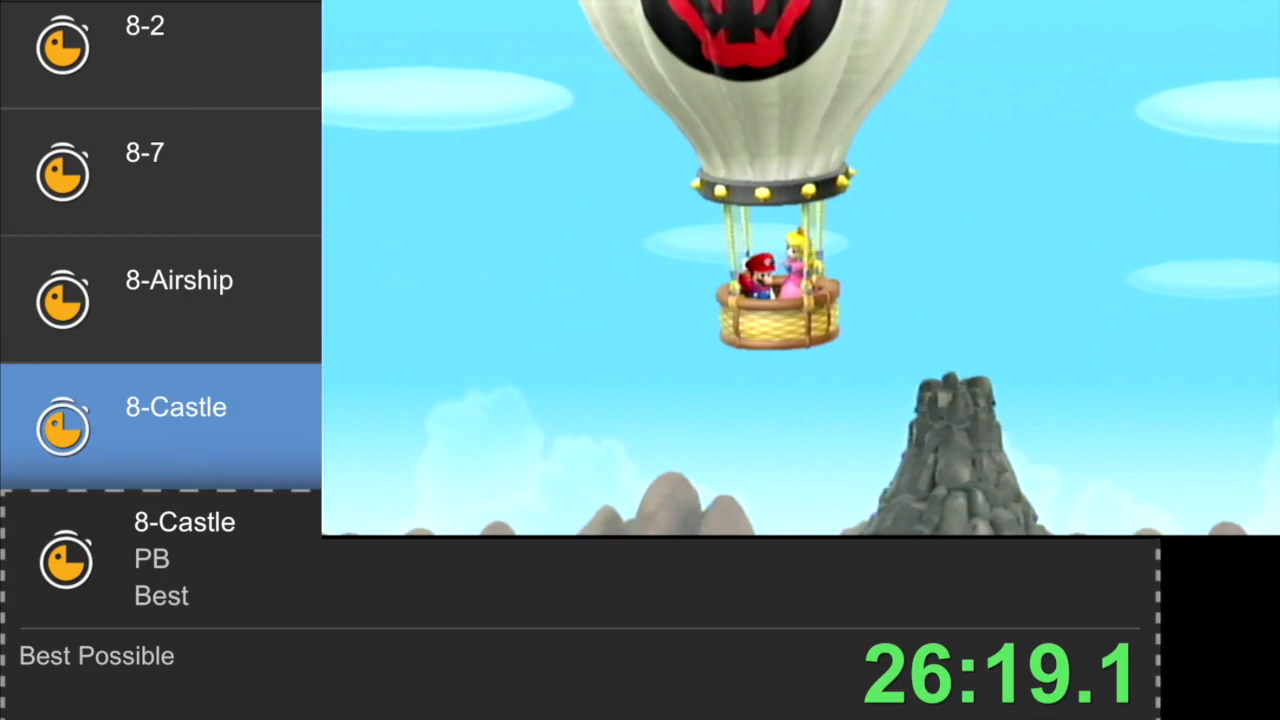 8-2
8-7
8-Airship
8-Castle
8-Castle
PB
Best
Best Possible
26:19.1